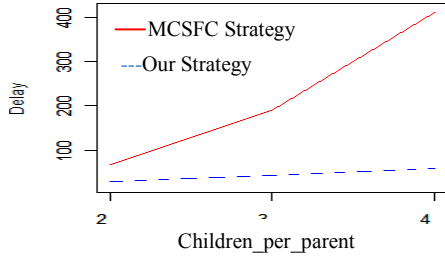 400
300
200
100
Delay
MCSFC Strategy
Our Strategy
2 3 4
Children_per_parent